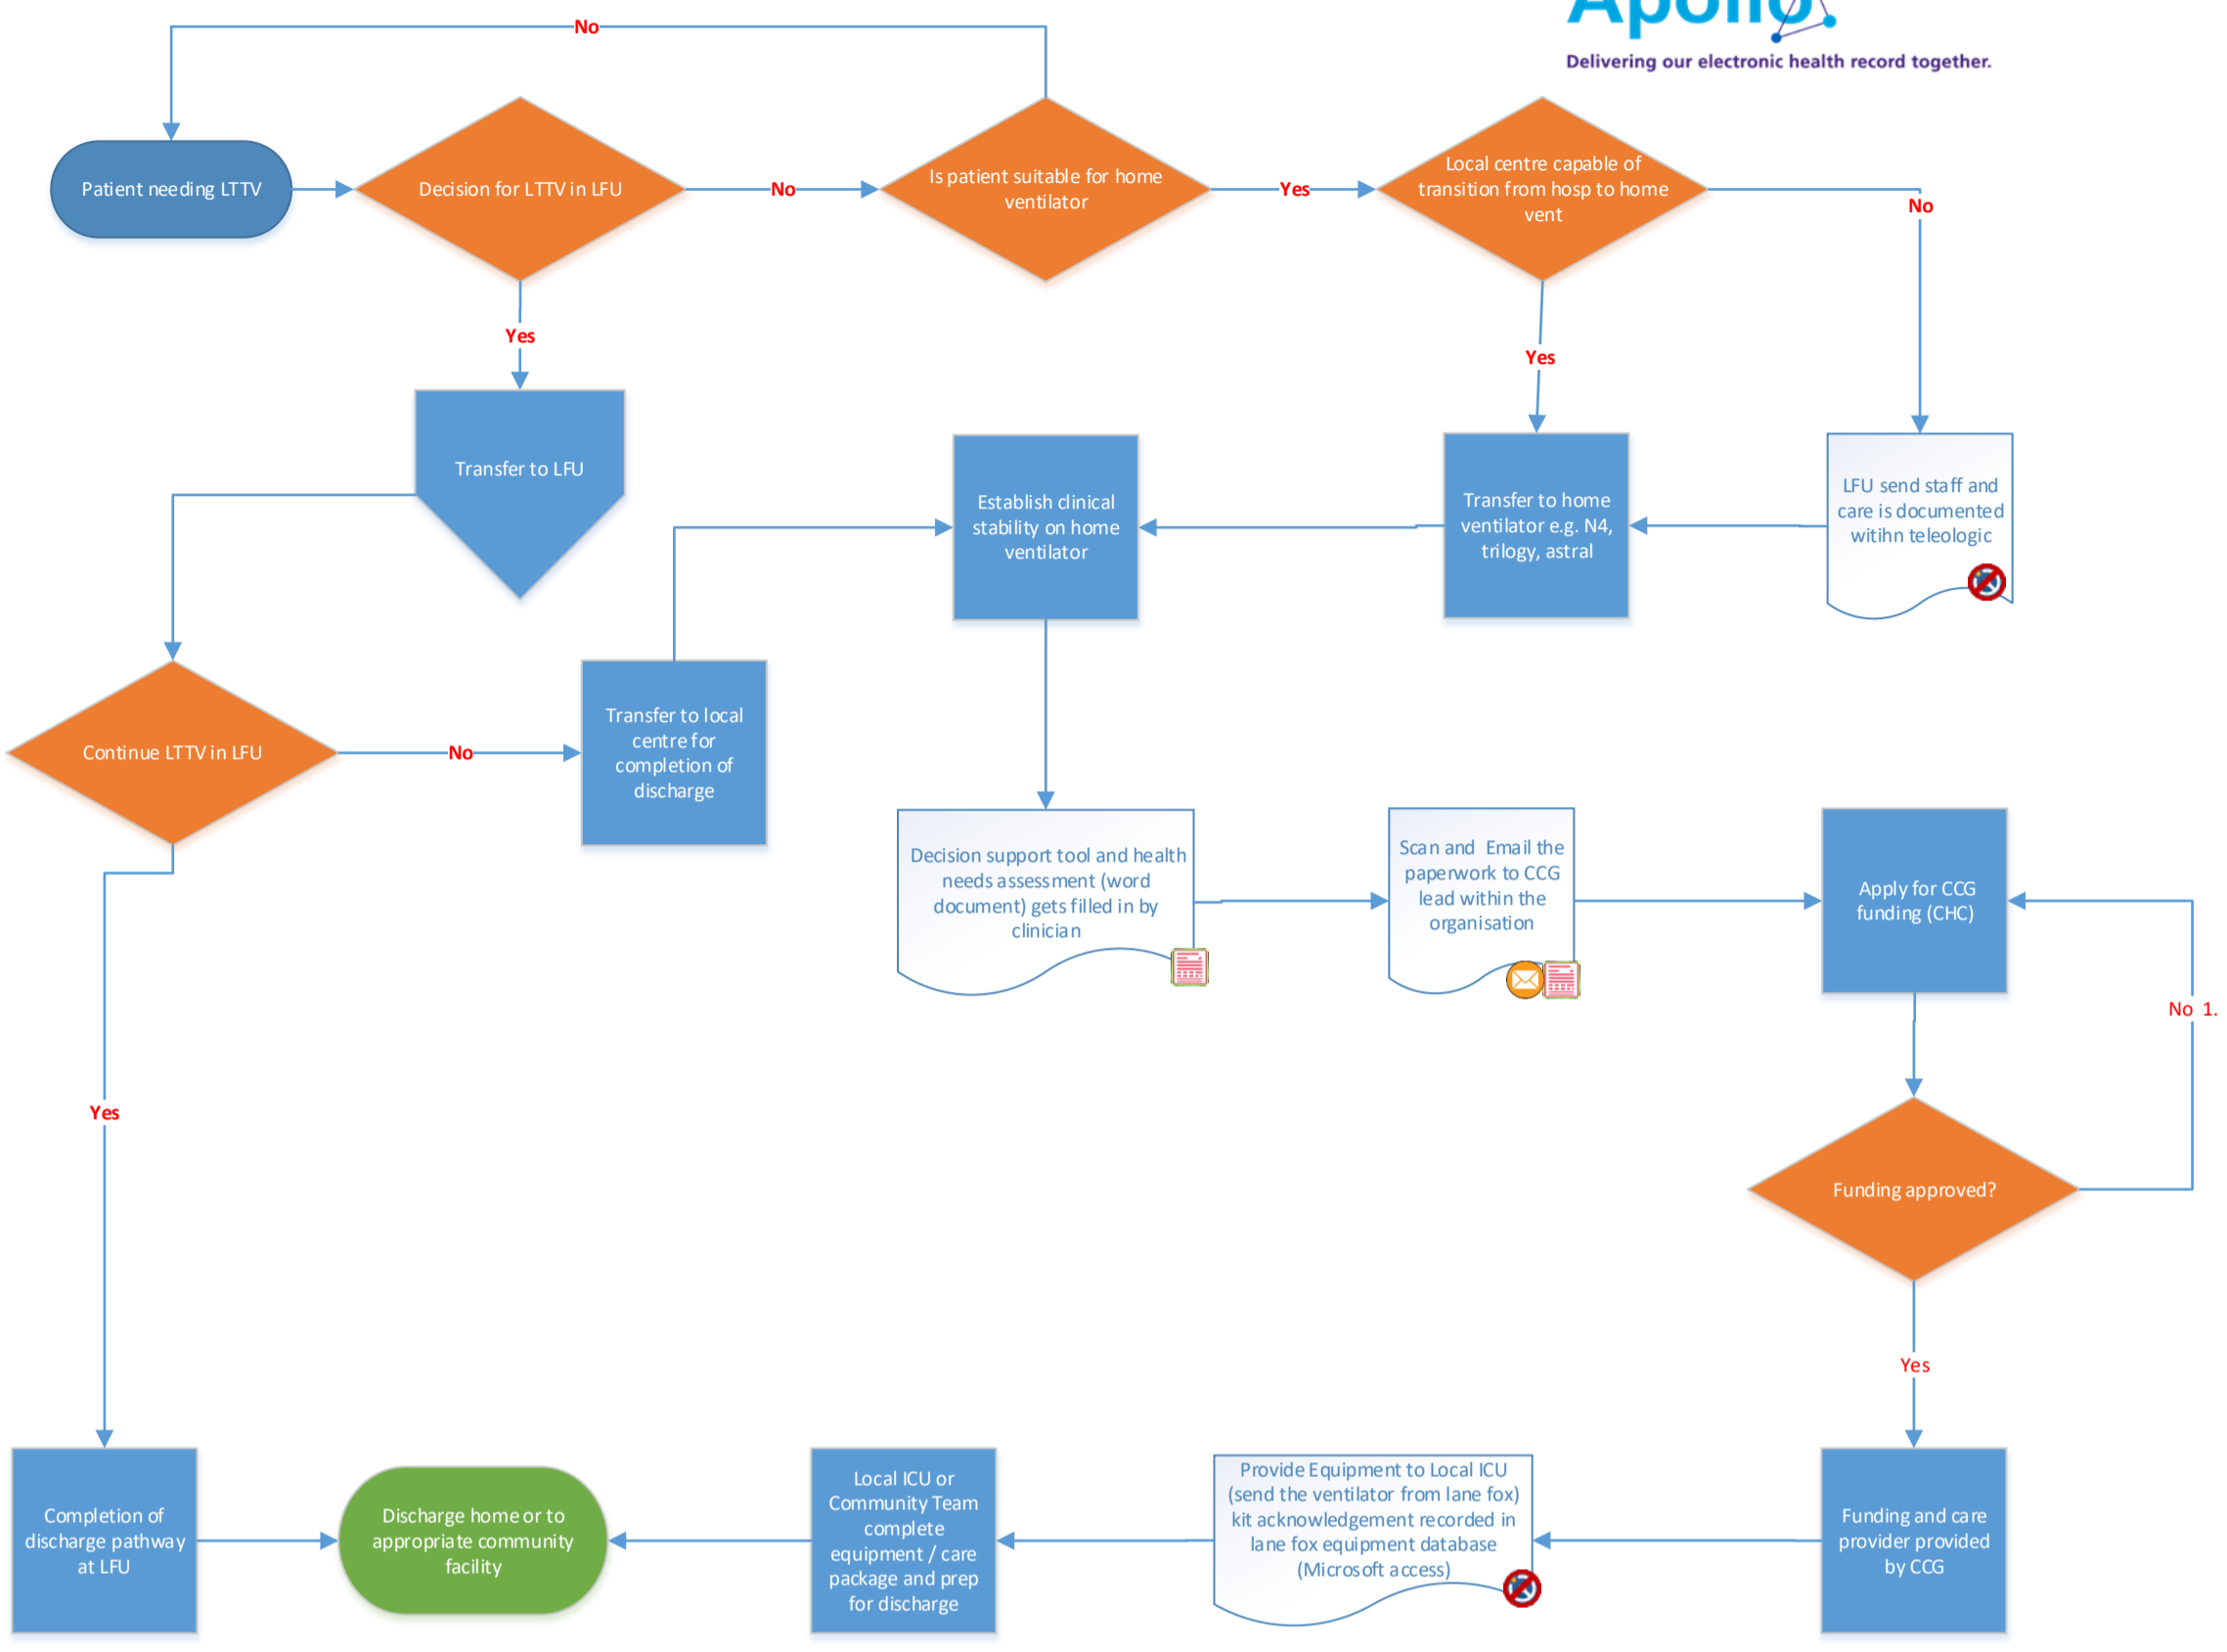 Apollo
Delivering our electronic health record together.
No
Patient needing LTTV
Decision for LTTV in LFU
No
Is patient suitable for home
ventilator
Yes
Local centre capable of
transition from hosp to home
vent
No
Yes
Yes
Transfer to LFU
Establish clinical
stability on home
ventilator
Transfer to home
ventilator e.g. N4,
trilogy, astral
LFU send staff and
care is documented
witihn teleologic
Continue LTTV in LFU
No
Transfer to local
centre for
completion of
discharge
Decision support tool and health
needs assessment (word
document) gets filled in by
clinician
Scan and Email the
paperwork to CCG
lead within the
organisation
Apply for CCG
funding (CHC)
No 1.
Yes
Funding approved?
Yes
Completion of
discharge pathway
at LFU
Discharge home or to
appropriate community
facility
Local ICU or
Community Team
complete
equipment / care
package and prep
for discharge
Provide Equipment to Local ICU
(send the ventilator from lane fox)
kit acknowledgement recorded in
lane fox equipment database
(Microsoft access)
Funding and care
provider provided
by CCG